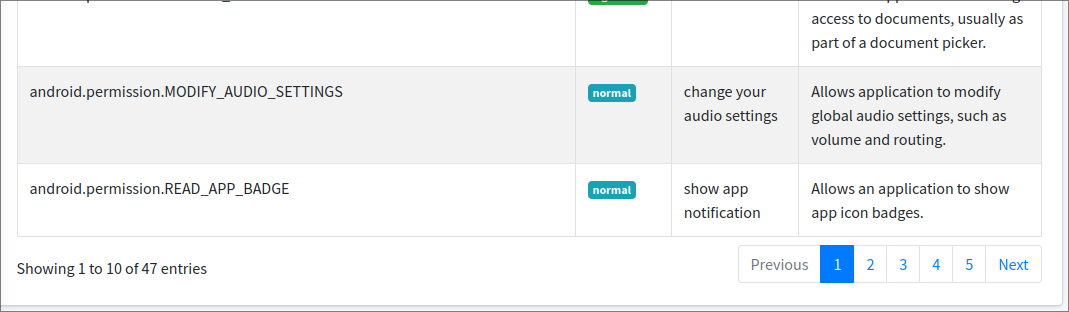 access to documents, usually as
part of a document picker.
android.permission.MODIFY_AUDIO_SETTINGS normal change your Allows application to modify
audio settings global audio settings, such as
volume and routing.
android.permission.READ_APP_BADGE normal show app Allows an application to show
notification app icon badges.
Showing 1 to 10 of 47 entries Previous 1 2 3 4 5 Next